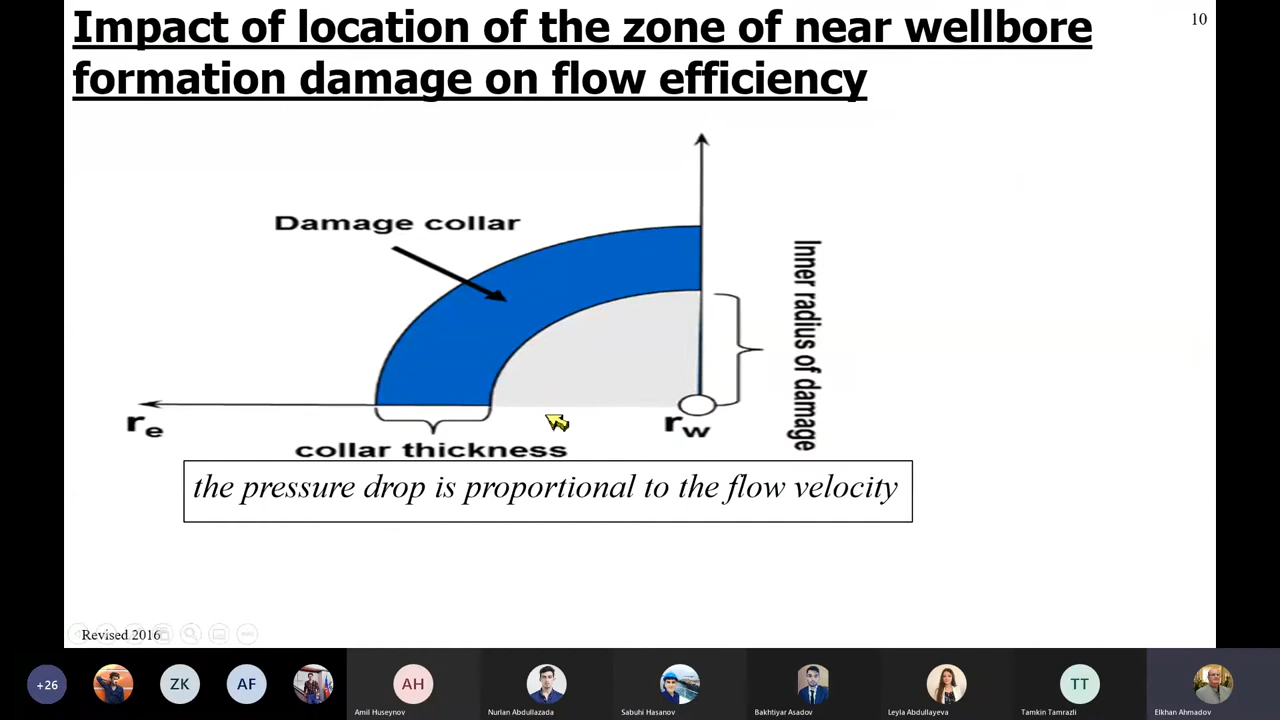 Impact of location of the zone of near wellbore
formation damage on flow efficiency
10
Damage collar
Inner radius of damage
re
rw
collar thickness
the pressure drop is proportional to the flow velocity
Revised 2016
+26
ZK
AF
AH
TT
Amil Huseynov
Nurlan Abdullazada
Sabuhi Hasanov
Bakhtiyar Asadov
Leyla Abdullayeva
Tamkin Tamrazli
Elkhan Ahmadov